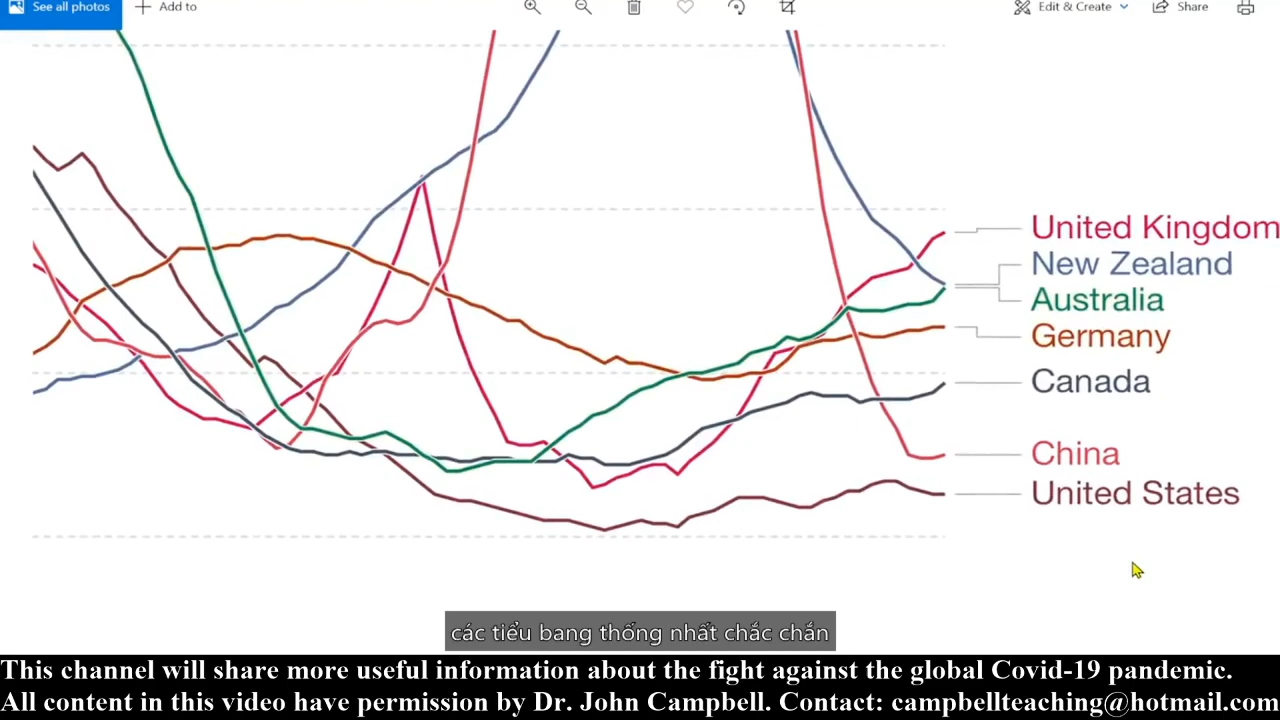 See all photos
Add to
Edit & Create
Share
United Kingdom
New Zealand
Australia
Germany
Canada
China
United States
các tiểu bang thống nhất chắc chắn
This channel will share more useful information about the fight against the global Covid-19 pandemic.
All content in this video have permission by Dr. John Campbell. Contact: campbellteaching@hotmail.com